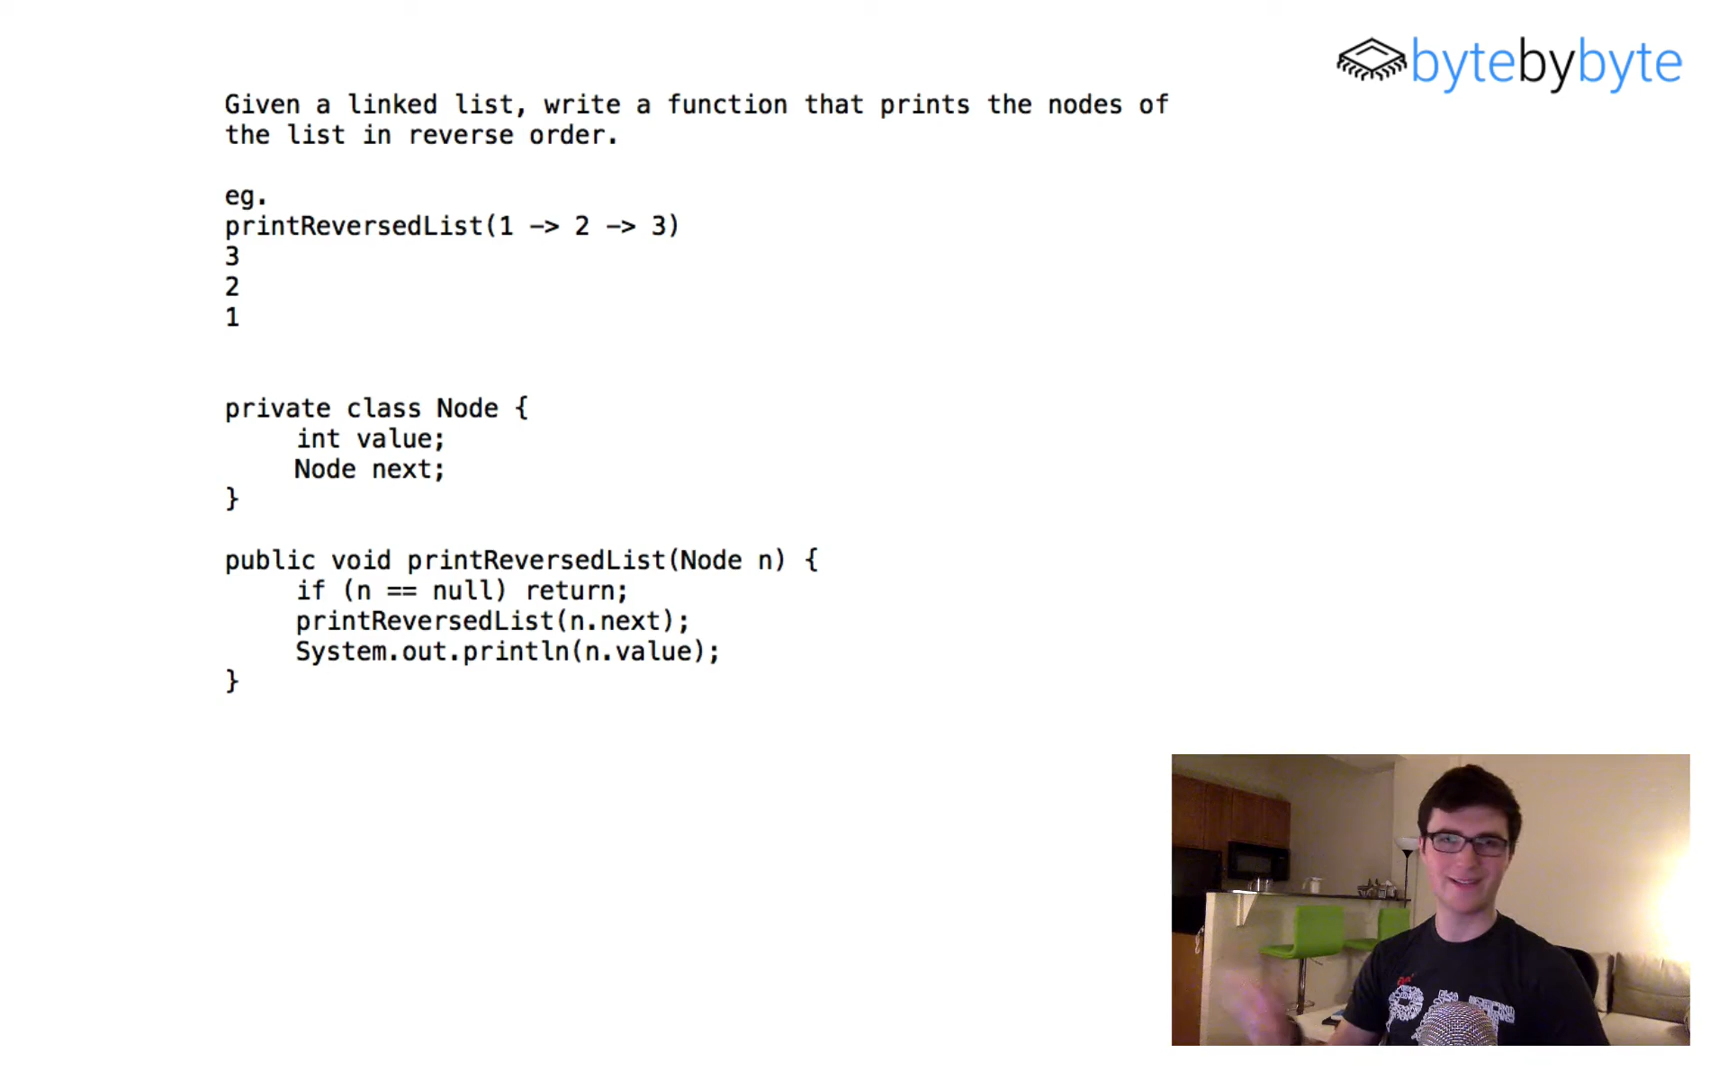 bytebybyte
Given a linked list, write a function that prints the nodes of
the list in reverse order.
eg.
printReversedList(1 -> 2 -> 3)
3
2
1
private class Node {
int value;
Node next;
}
public void printReversedList(Node n) {
if (n == null) return;
printReversedList(n.next);
System.out.println(n.value);
}